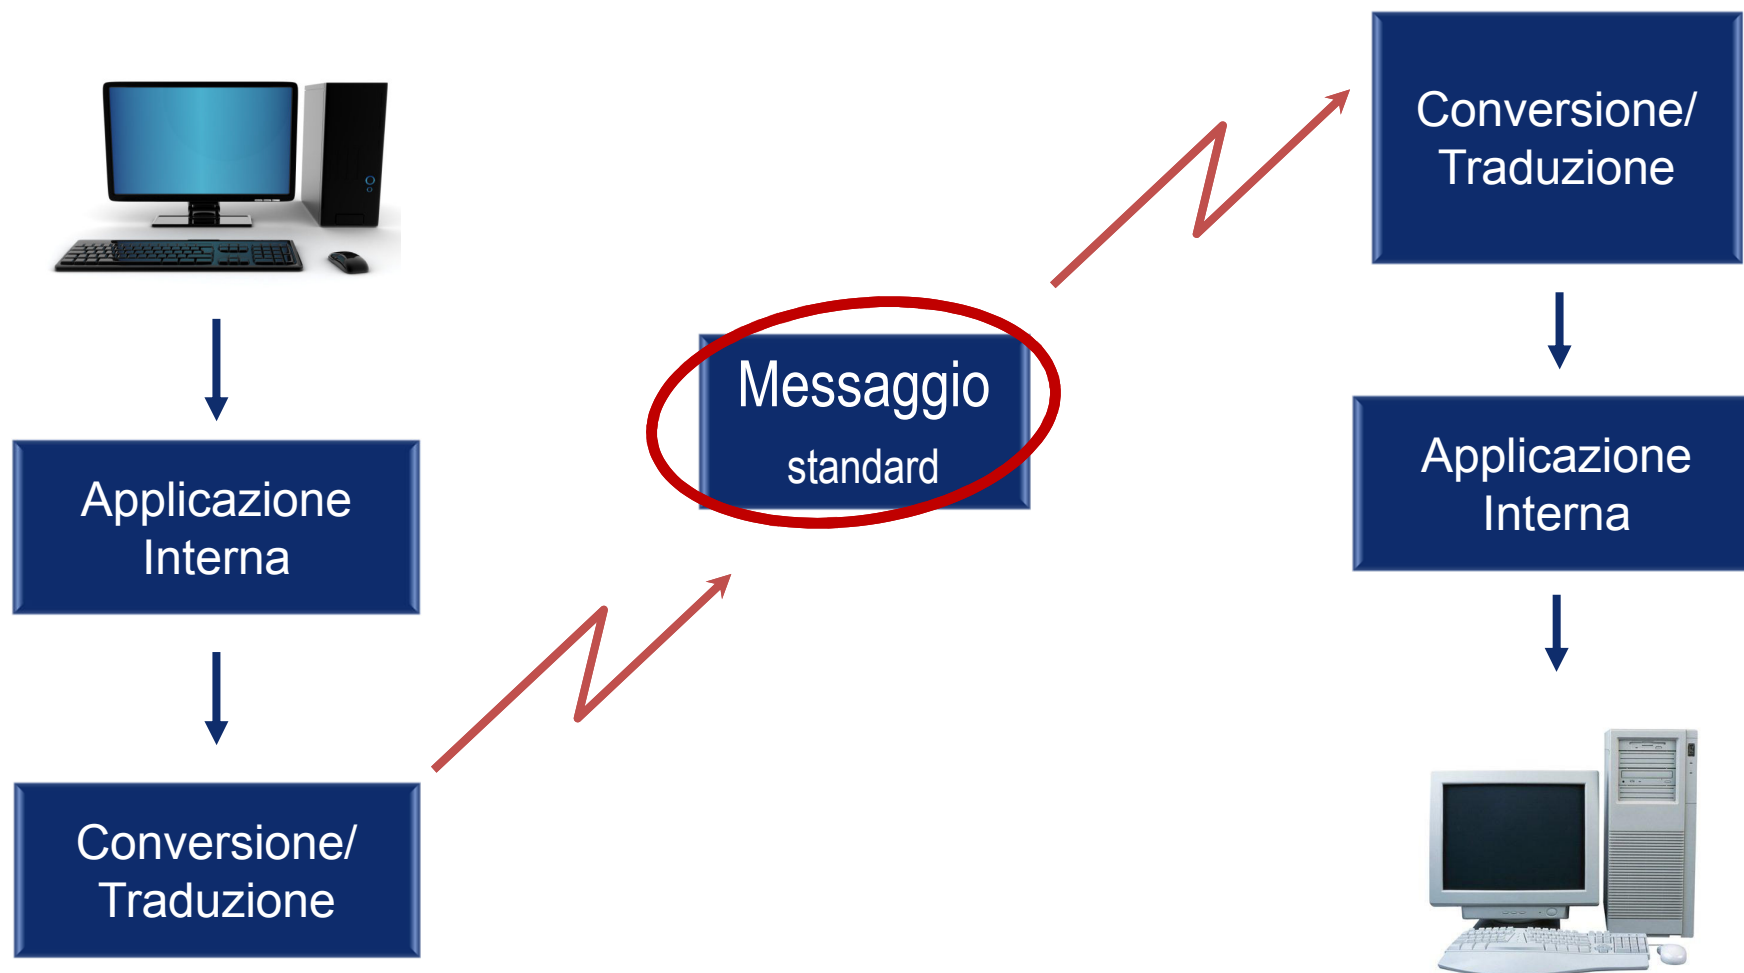 Applicazione
Interna
Conversione/
Traduzione
Messaggio
standard
Conversione/
Traduzione
Applicazione
Interna